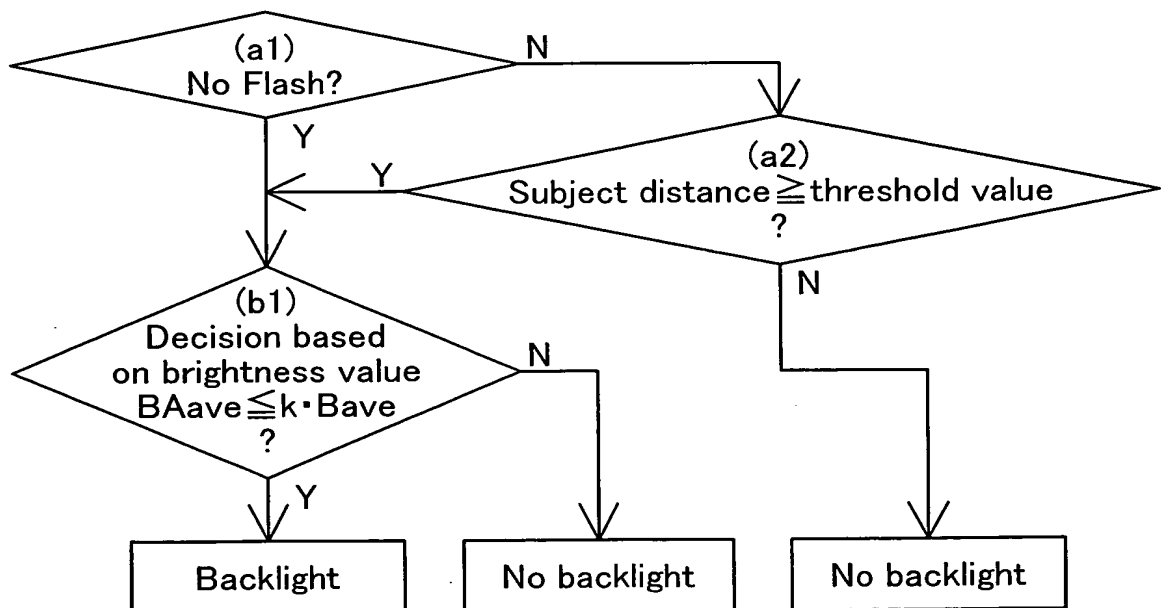 (a1)
No Flash?
N
Y
(a2)
Subject distance≧threshold value
?
Y
N
(b1)
Decision based
on brightness value
BAave≦k・Bave
?
N
Y
Backlight
No backlight
No backlight